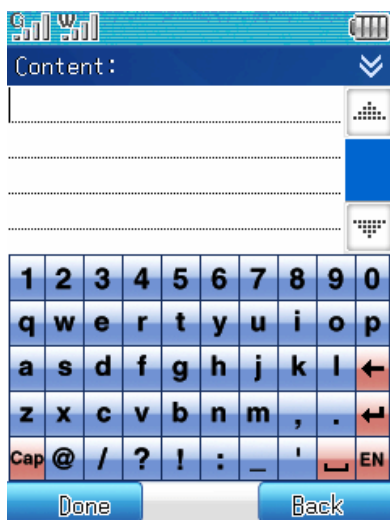 G W
Content:
1 2 3 4 5 6 7 8 9 0
q w e r t y u i o p
a s d f g h j k l ←
z x c v b n m , . ↵
Cap @ / ? ! : _ ' ⎵ EN
Done Back